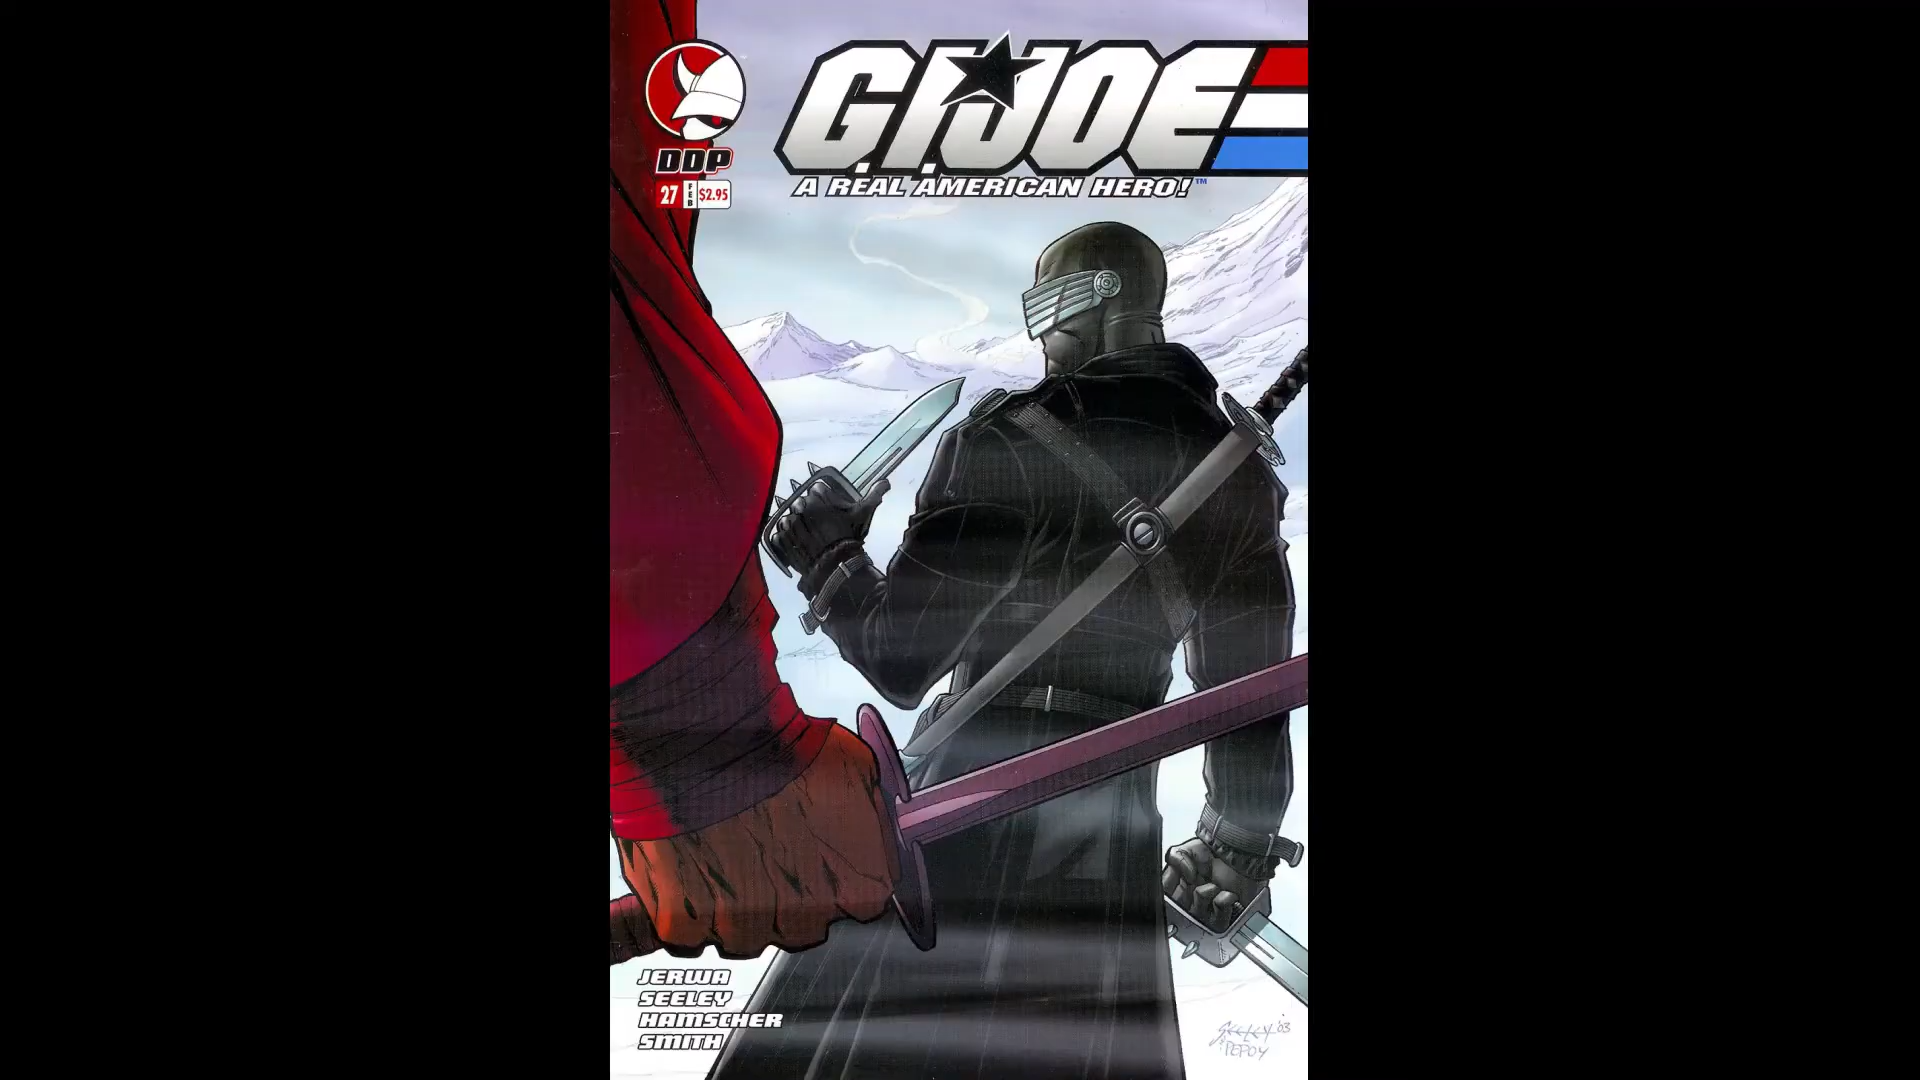 G.I. JOE
A REAL AMERICAN HERO!™
DDP
27 FEB $2.95
JERWA
SEELEY
HAMSCHER
SMITH
SEELEY '03
PEPOY